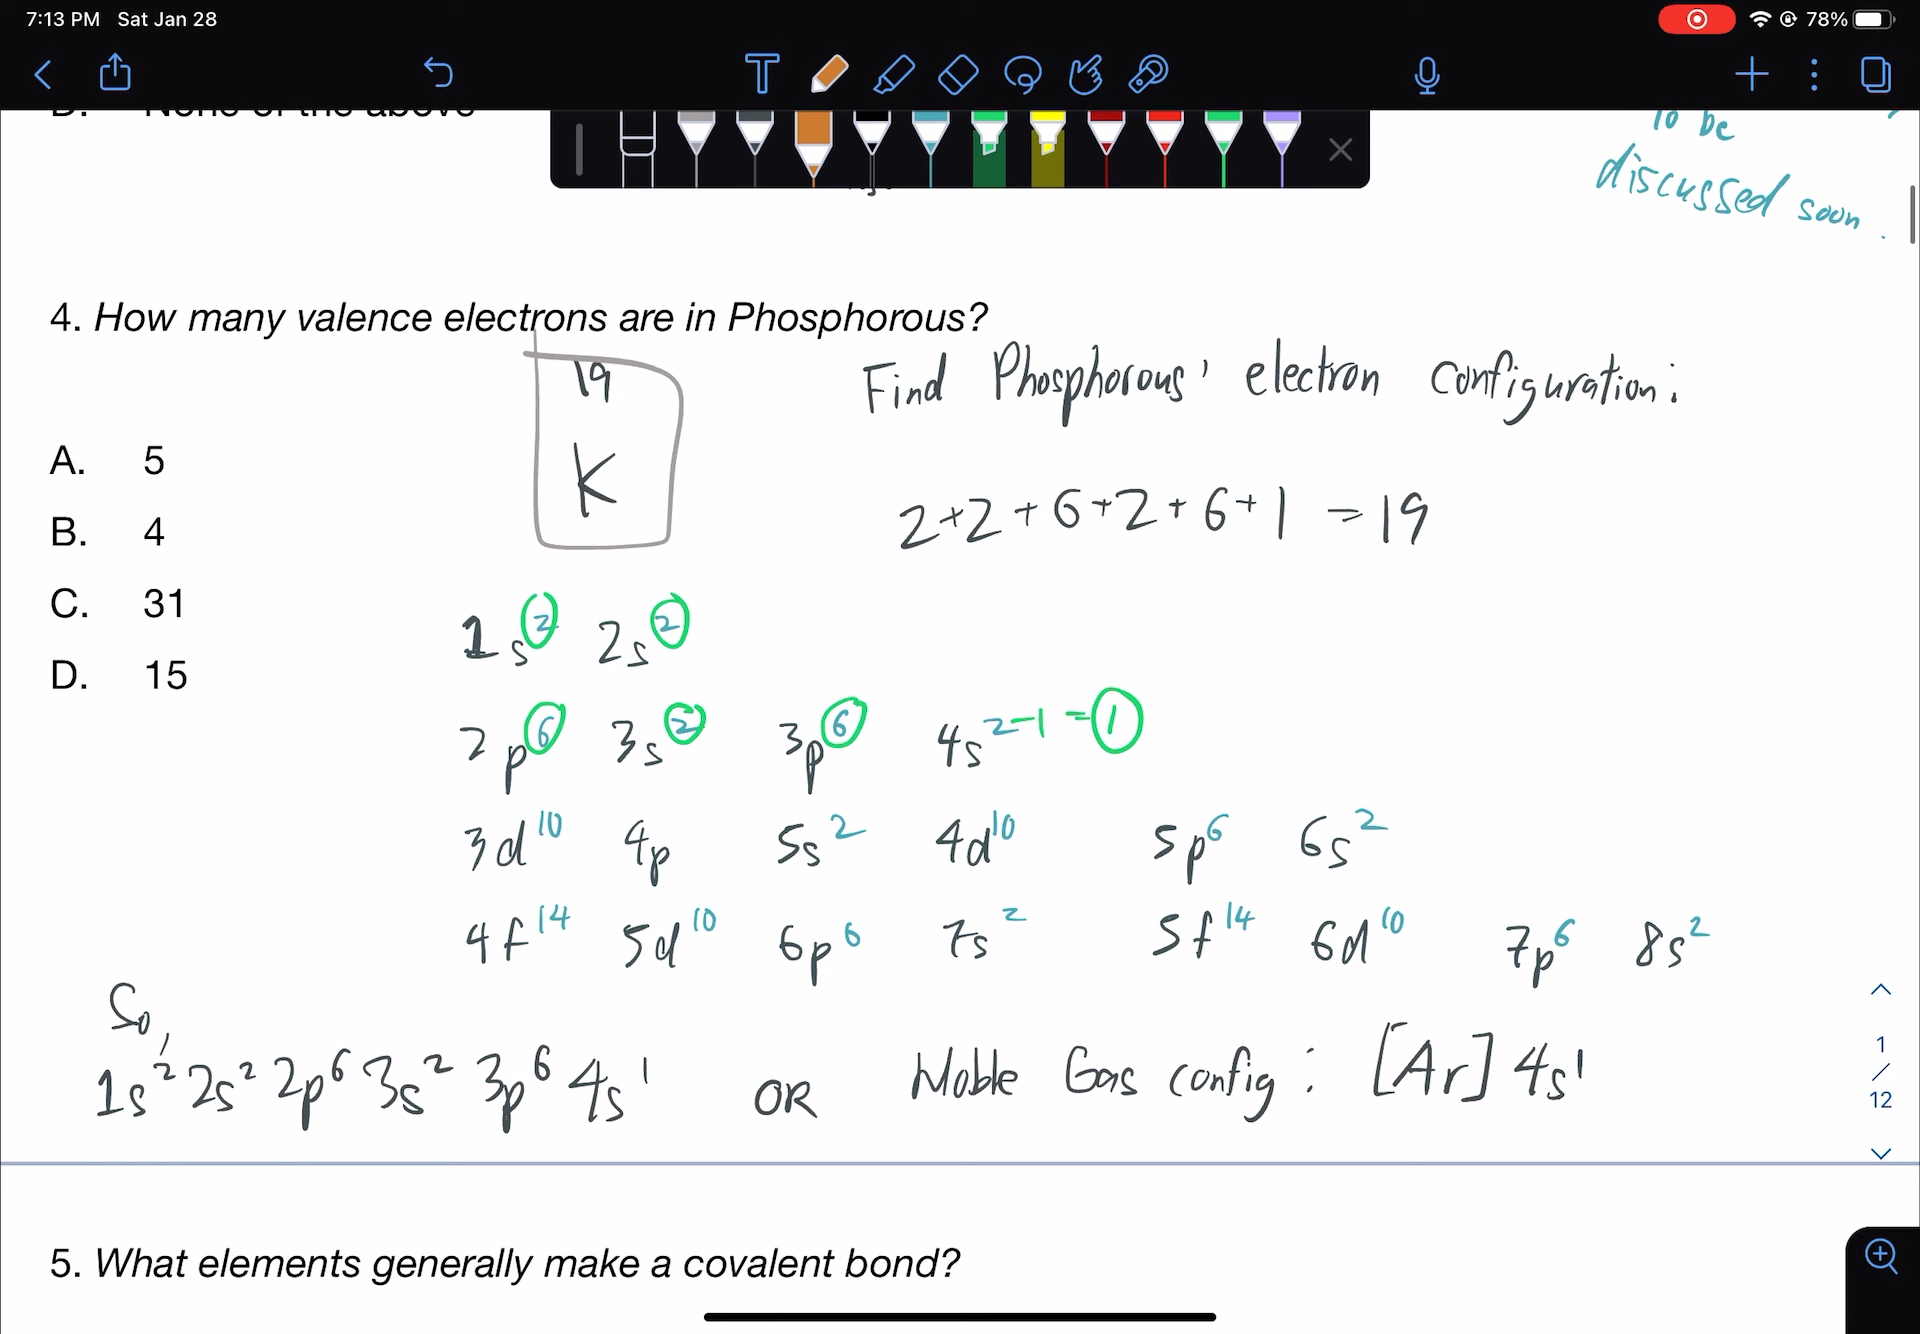 7:13 PM Sat Jan 28
78%
To be
discussed soon.
4. How many valence electrons are in Phosphorous?
19
K
Find Phosphorous' electron configuration:
A. 5
B. 4
C. 31
D. 15
2+2+6+2+6+1 = 19
1s² 2s²
2p⁶ 3s² 3p⁶ 4s²⁻¹ ⁼ ①
3d¹⁰ 4p 5s² 4d¹⁰ 5p⁶ 6s²
4f¹⁴ 5d¹⁰ 6p⁶ 7s² 5f¹⁴ 6d¹⁰ 7p⁶ 8s²
So,
1s² 2s² 2p⁶ 3s² 3p⁶ 4s¹ OR Noble Gas config: [Ar] 4s¹
1
/
12
5. What elements generally make a covalent bond?